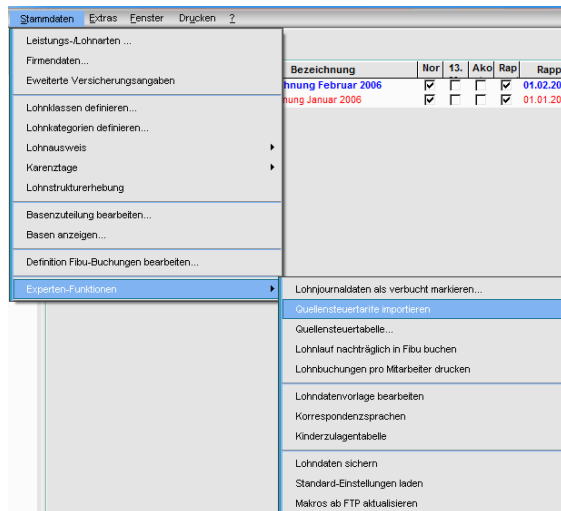 Stammdaten Extras Fenster Drucken ?
Leistungs-/Lohnarten ...
Firmendaten...
Eweiterte Versicherungsangaben
Lohnklassen definieren...
Lohnkategorien definieren...
Lohnausweis
Karenztage
Lohnstrukturerhebung
Basenzuteilung bearbeiten...
Basen anzeigen...
Definition Fibu-Buchungen bearbeiten...
Experten-Funktionen
Bezeichnung Nor 13. Ako Rap Rapp
hnung Februar 2006 01.02.20
nung Januar 2006 01.01.20
Lohnjournaldaten als verbucht markieren...
Quellensteuertarife importieren
Quellensteuertabelle...
Lohnlauf nachträglich in Fibu buchen
Lohnbuchungen pro Mitarbeiter drucken
Lohndatenvorlage bearbeiten
Korrespondenzsprachen
Kinderzulagentabelle
Lohndaten sichern
Standard-Einstellungen laden
Makros ab FTP aktualisieren